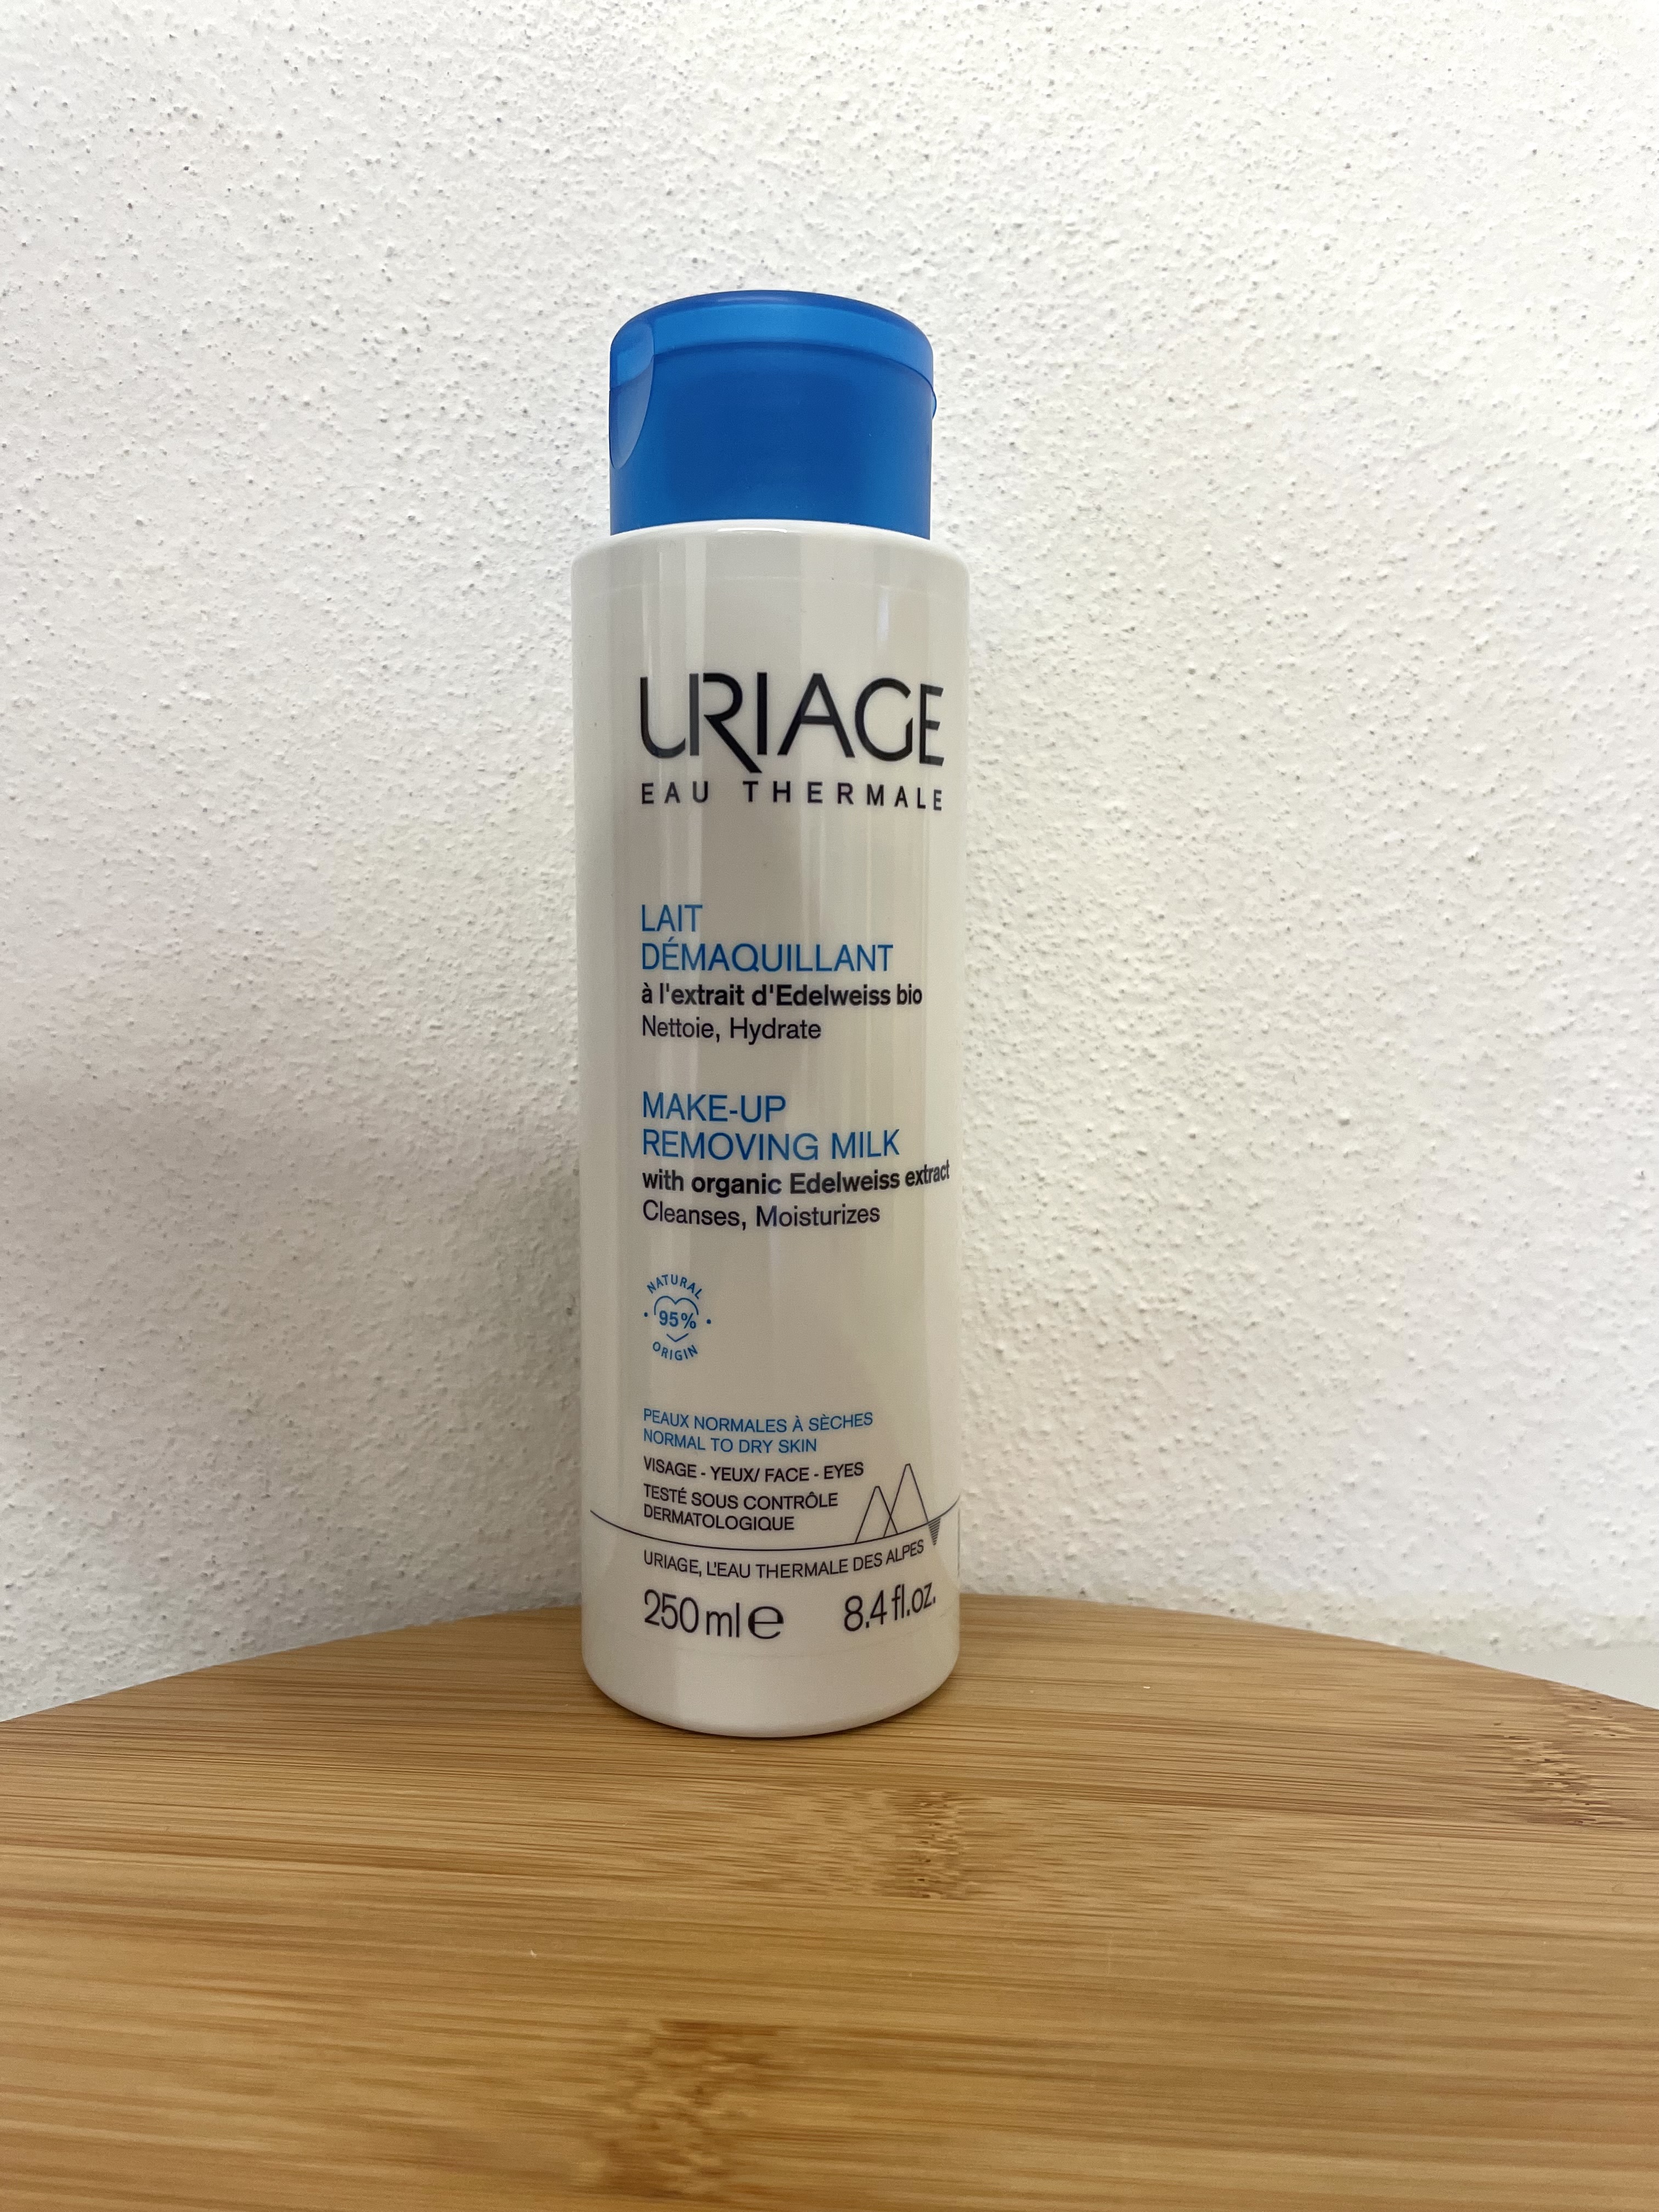 URIAGE
EAU THERMALE
LAIT
DÉMAQUILLANT
à l'extrait d'Edelweiss bio
Nettoie, Hydrate
MAKE-UP
REMOVING MILK
with organic Edelweiss extract
Cleanses, Moisturizes
NATURAL
95%
ORIGIN
PEAUX NORMALES À SÈCHES
NORMAL TO DRY SKIN
VISAGE - YEUX/ FACE - EYES
TESTÉ SOUS CONTRÔLE
DERMATOLOGIQUE
URIAGE, L'EAU THERMALE DES ALPES
250 ml e 8.4 fl.oz.